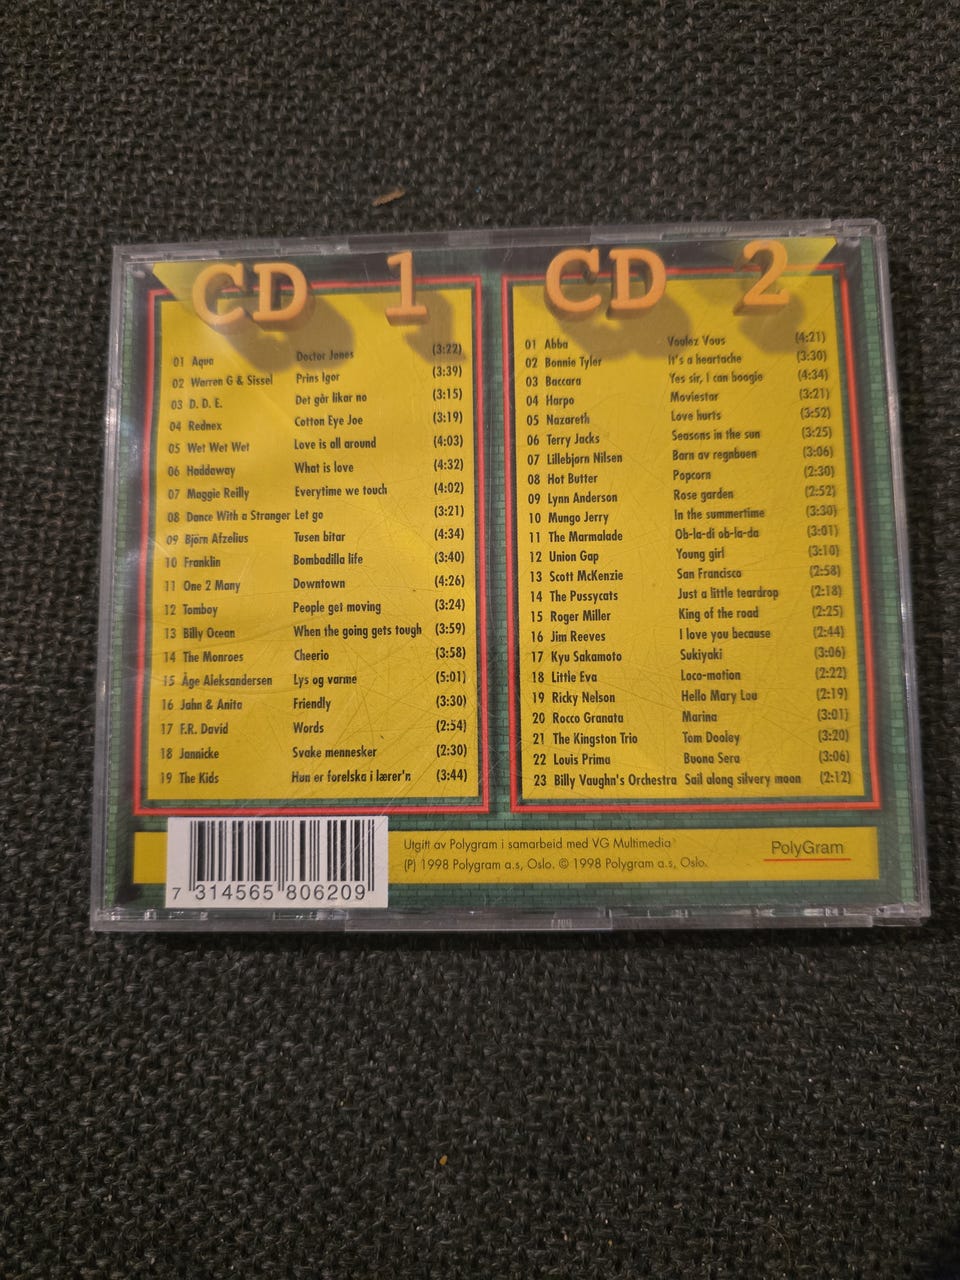 CD 1
01 Aqua Doctor Jones (3:22)
02 Warren G & Sissel Prins Igor (3:39)
03 D. D. E. Det går likar no (3:15)
04 Rednex Cotton Eye Joe (3:19)
05 Wet Wet Wet Love is all around (4:03)
06 Haddaway What is love (4:32)
07 Maggie Reilly Everytime we touch (4:02)
08 Dance With a Stranger Let go (3:21)
09 Björn Afzelius Tusen bitar (4:34)
10 Franklin Bombadilla life (3:40)
11 One 2 Many Downtown (4:26)
12 Tomboy People get moving (3:24)
13 Billy Ocean When the going gets tough (3:59)
14 The Monroes Cheerio (3:58)
15 Åge Aleksandersen Lys og varme (5:01)
16 Jahn & Anita Friendly (3:30)
17 F.R. David Words (2:54)
18 Jannicke Svake mennesker (2:30)
19 The Kids Hun er forelska i lærer'n (3:44)
CD 2
01 Abba Voulez Vous (4:21)
02 Bonnie Tyler It's a heartache (3:30)
03 Baccara Yes sir, I can boogie (4:34)
04 Harpo Moviestar (3:21)
05 Nazareth Love hurts (3:52)
06 Terry Jacks Seasons in the sun (3:25)
07 Lillebjørn Nilsen Barn av regnbuen (3:06)
08 Hot Butter Popcorn (2:30)
09 Lynn Anderson Rose garden (2:52)
10 Mungo Jerry In the summertime (3:30)
11 The Marmalade Ob-la-di ob-la-da (3:01)
12 Union Gap Young girl (3:10)
13 Scott McKenzie San Francisco (2:58)
14 The Pussycats Just a little teardrop (2:18)
15 Roger Miller King of the road (2:25)
16 Jim Reeves I love you because (2:44)
17 Kyu Sakamoto Sukiyaki (3:06)
18 Little Eva Loco-motion (2:22)
19 Ricky Nelson Hello Mary Lou (2:19)
20 Rocco Granata Marina (3:01)
21 The Kingston Trio Tom Dooley (3:20)
22 Louis Prima Buona Sera (3:06)
23 Billy Vaughn's Orchestra Sail along silvery moon (2:12)
7 314565 806209
Utgitt av Polygram i samarbeid med VG Multimedia
(P) 1998 Polygram a.s, Oslo. © 1998 Polygram a.s, Oslo.
PolyGram